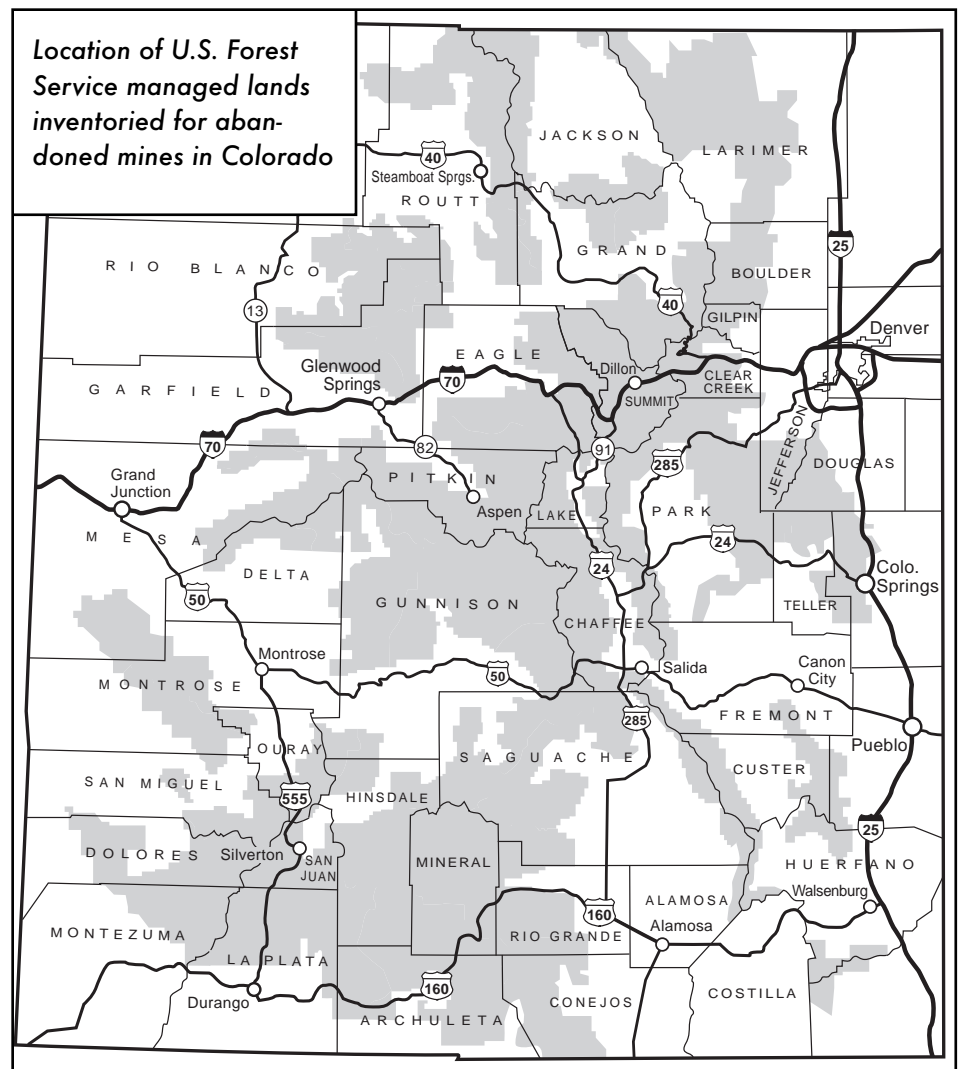 Location of U.S. Forest
Service managed lands
inventoried for aban-
doned mines in Colorado
JACKSON
LARIMER
40
Steamboat Sprgs.
ROUTT
GRAND
25
RIO BLANCO
BOULDER
13
40
GILPIN
Denver
Glenwood
Springs
EAGLE
70
Dillon
CLEAR
CREEK
GARFIELD
SUMMIT
JEFFERSON
70
82
91
285
DOUGLAS
Grand
Junction
PITKIN
Aspen
LAKE
PARK
MESA
24
24
Colo.
Springs
DELTA
50
GUNNISON
TELLER
CHAFFEE
Montrose
50
Salida
Canon
City
MONTROSE
285
FREMONT
Pueblo
OURAY
SAGUACHE
CUSTER
SAN MIGUEL
555
HINSDALE
25
DOLORES
Silverton
SAN
JUAN
MINERAL
HUERFANO
Walsenburg
ALAMOSA
160
Alamosa
MONTEZUMA
RIO GRANDE
LA PLATA
160
Durango
CONEJOS
COSTILLA
ARCHULETA